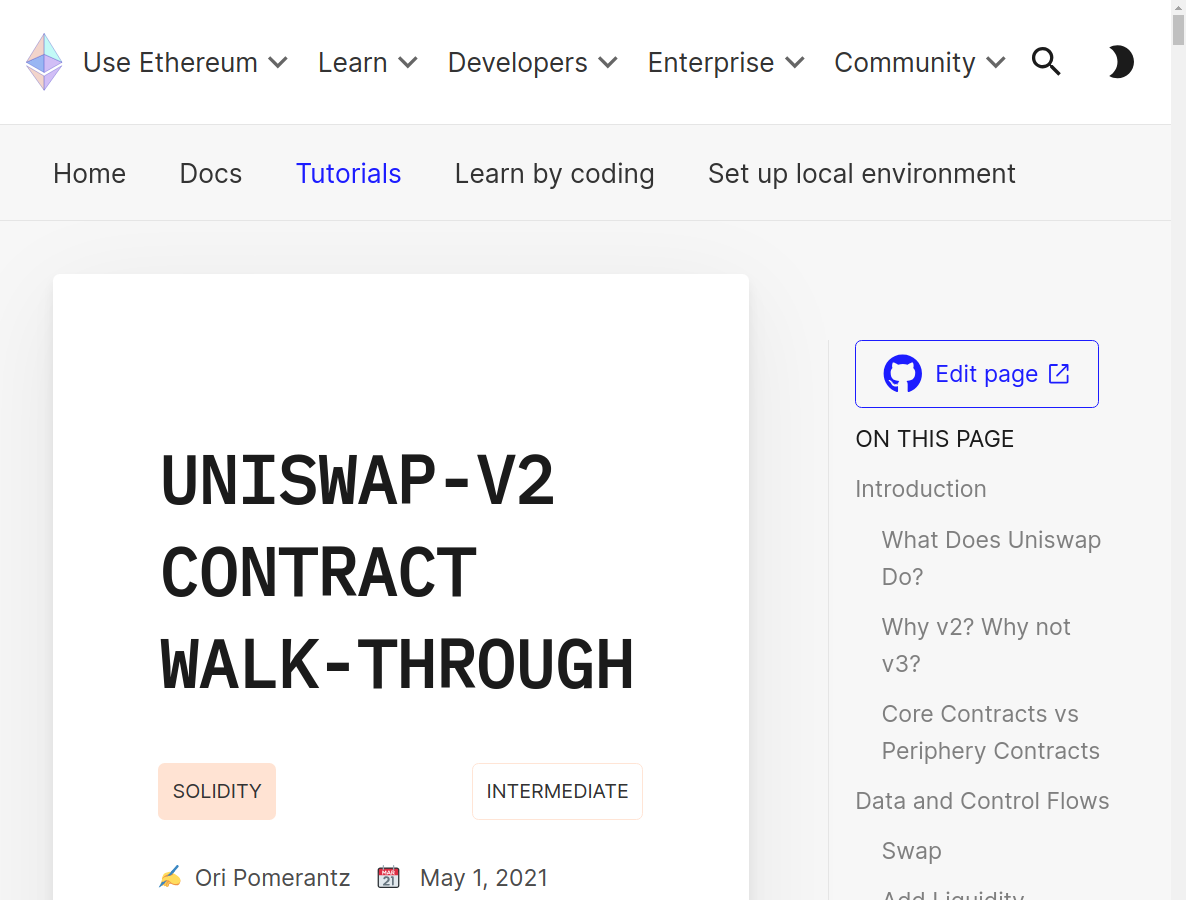 Use Ethereum Learn Developers Enterprise Community
Home Docs Tutorials Learn by coding Set up local environment
UNISWAP-V2
CONTRACT
WALK-THROUGH
SOLIDITY INTERMEDIATE
Ori Pomerantz May 1, 2021
Edit page
ON THIS PAGE
Introduction
What Does Uniswap
Do?
Why v2? Why not
v3?
Core Contracts vs
Periphery Contracts
Data and Control Flows
Swap
Add Liquidity